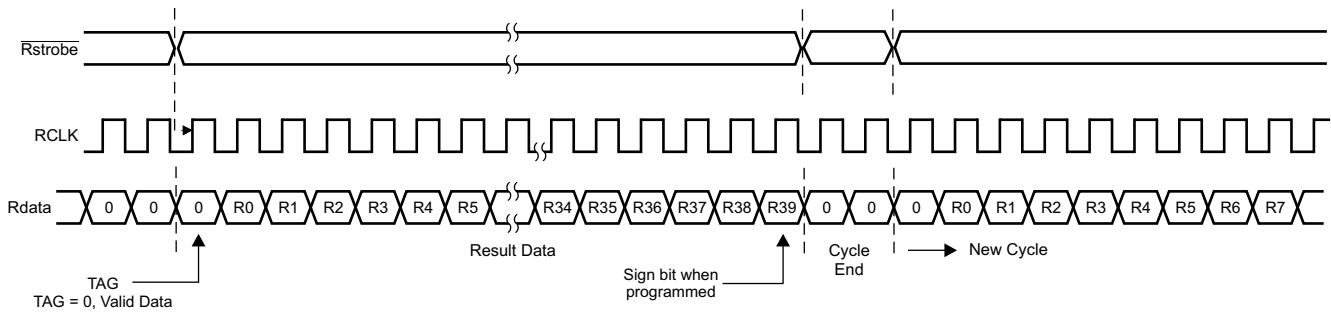 Rstrobe
RCLK
Rdata 0 0 0 R0 R1 R2 R3 R4 R5 R34 R35 R36 R37 R38 R39 0 0 0 R0 R1 R2 R3 R4 R5 R6 R7
Result Data
Cycle
End
New Cycle
TAG
TAG = 0, Valid Data
Sign bit when
programmed